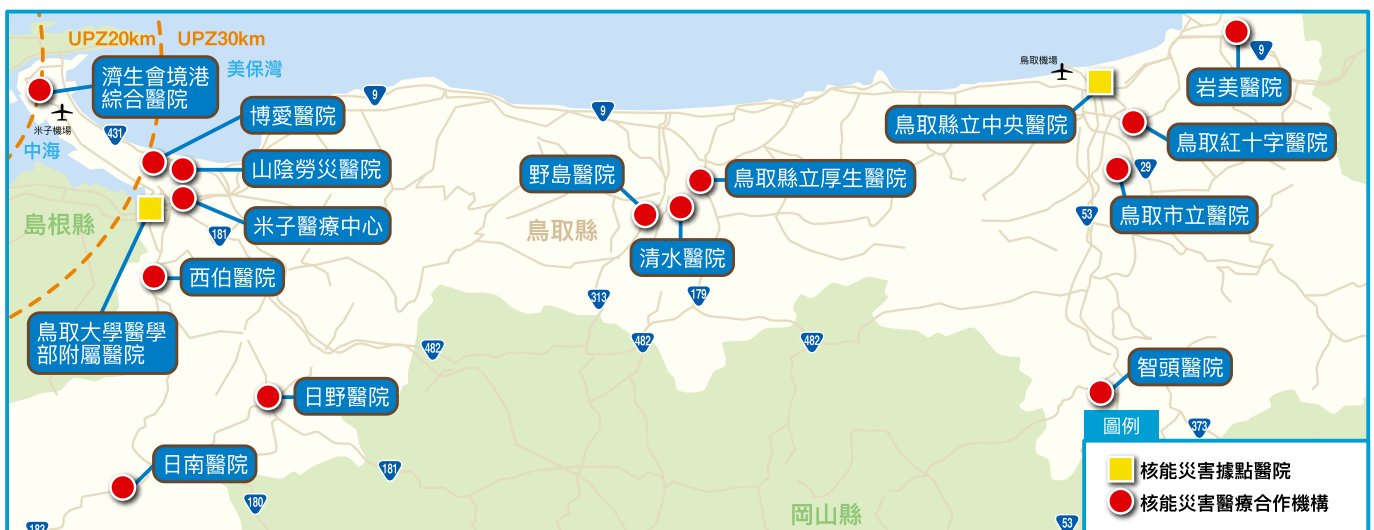 UPZ20km
UPZ30km
濟生會境港
綜合醫院
美保灣
米子機場
中海
431
9
博愛醫院
山陰勞災醫院
米子醫療中心
島根縣
181
西伯醫院
鳥取大學醫學
部附屬醫院
日野醫院
日南醫院
482
181
180
183
9
野島醫院
鳥取縣立厚生醫院
鳥取縣
清水醫院
313
179
482
482
岡山縣
鳥取機場
鳥取縣立中央醫院
9
岩美醫院
鳥取紅十字醫院
29
鳥取市立醫院
53
智頭醫院
373
53
圖例
核能災害據點醫院
核能災害醫療合作機構